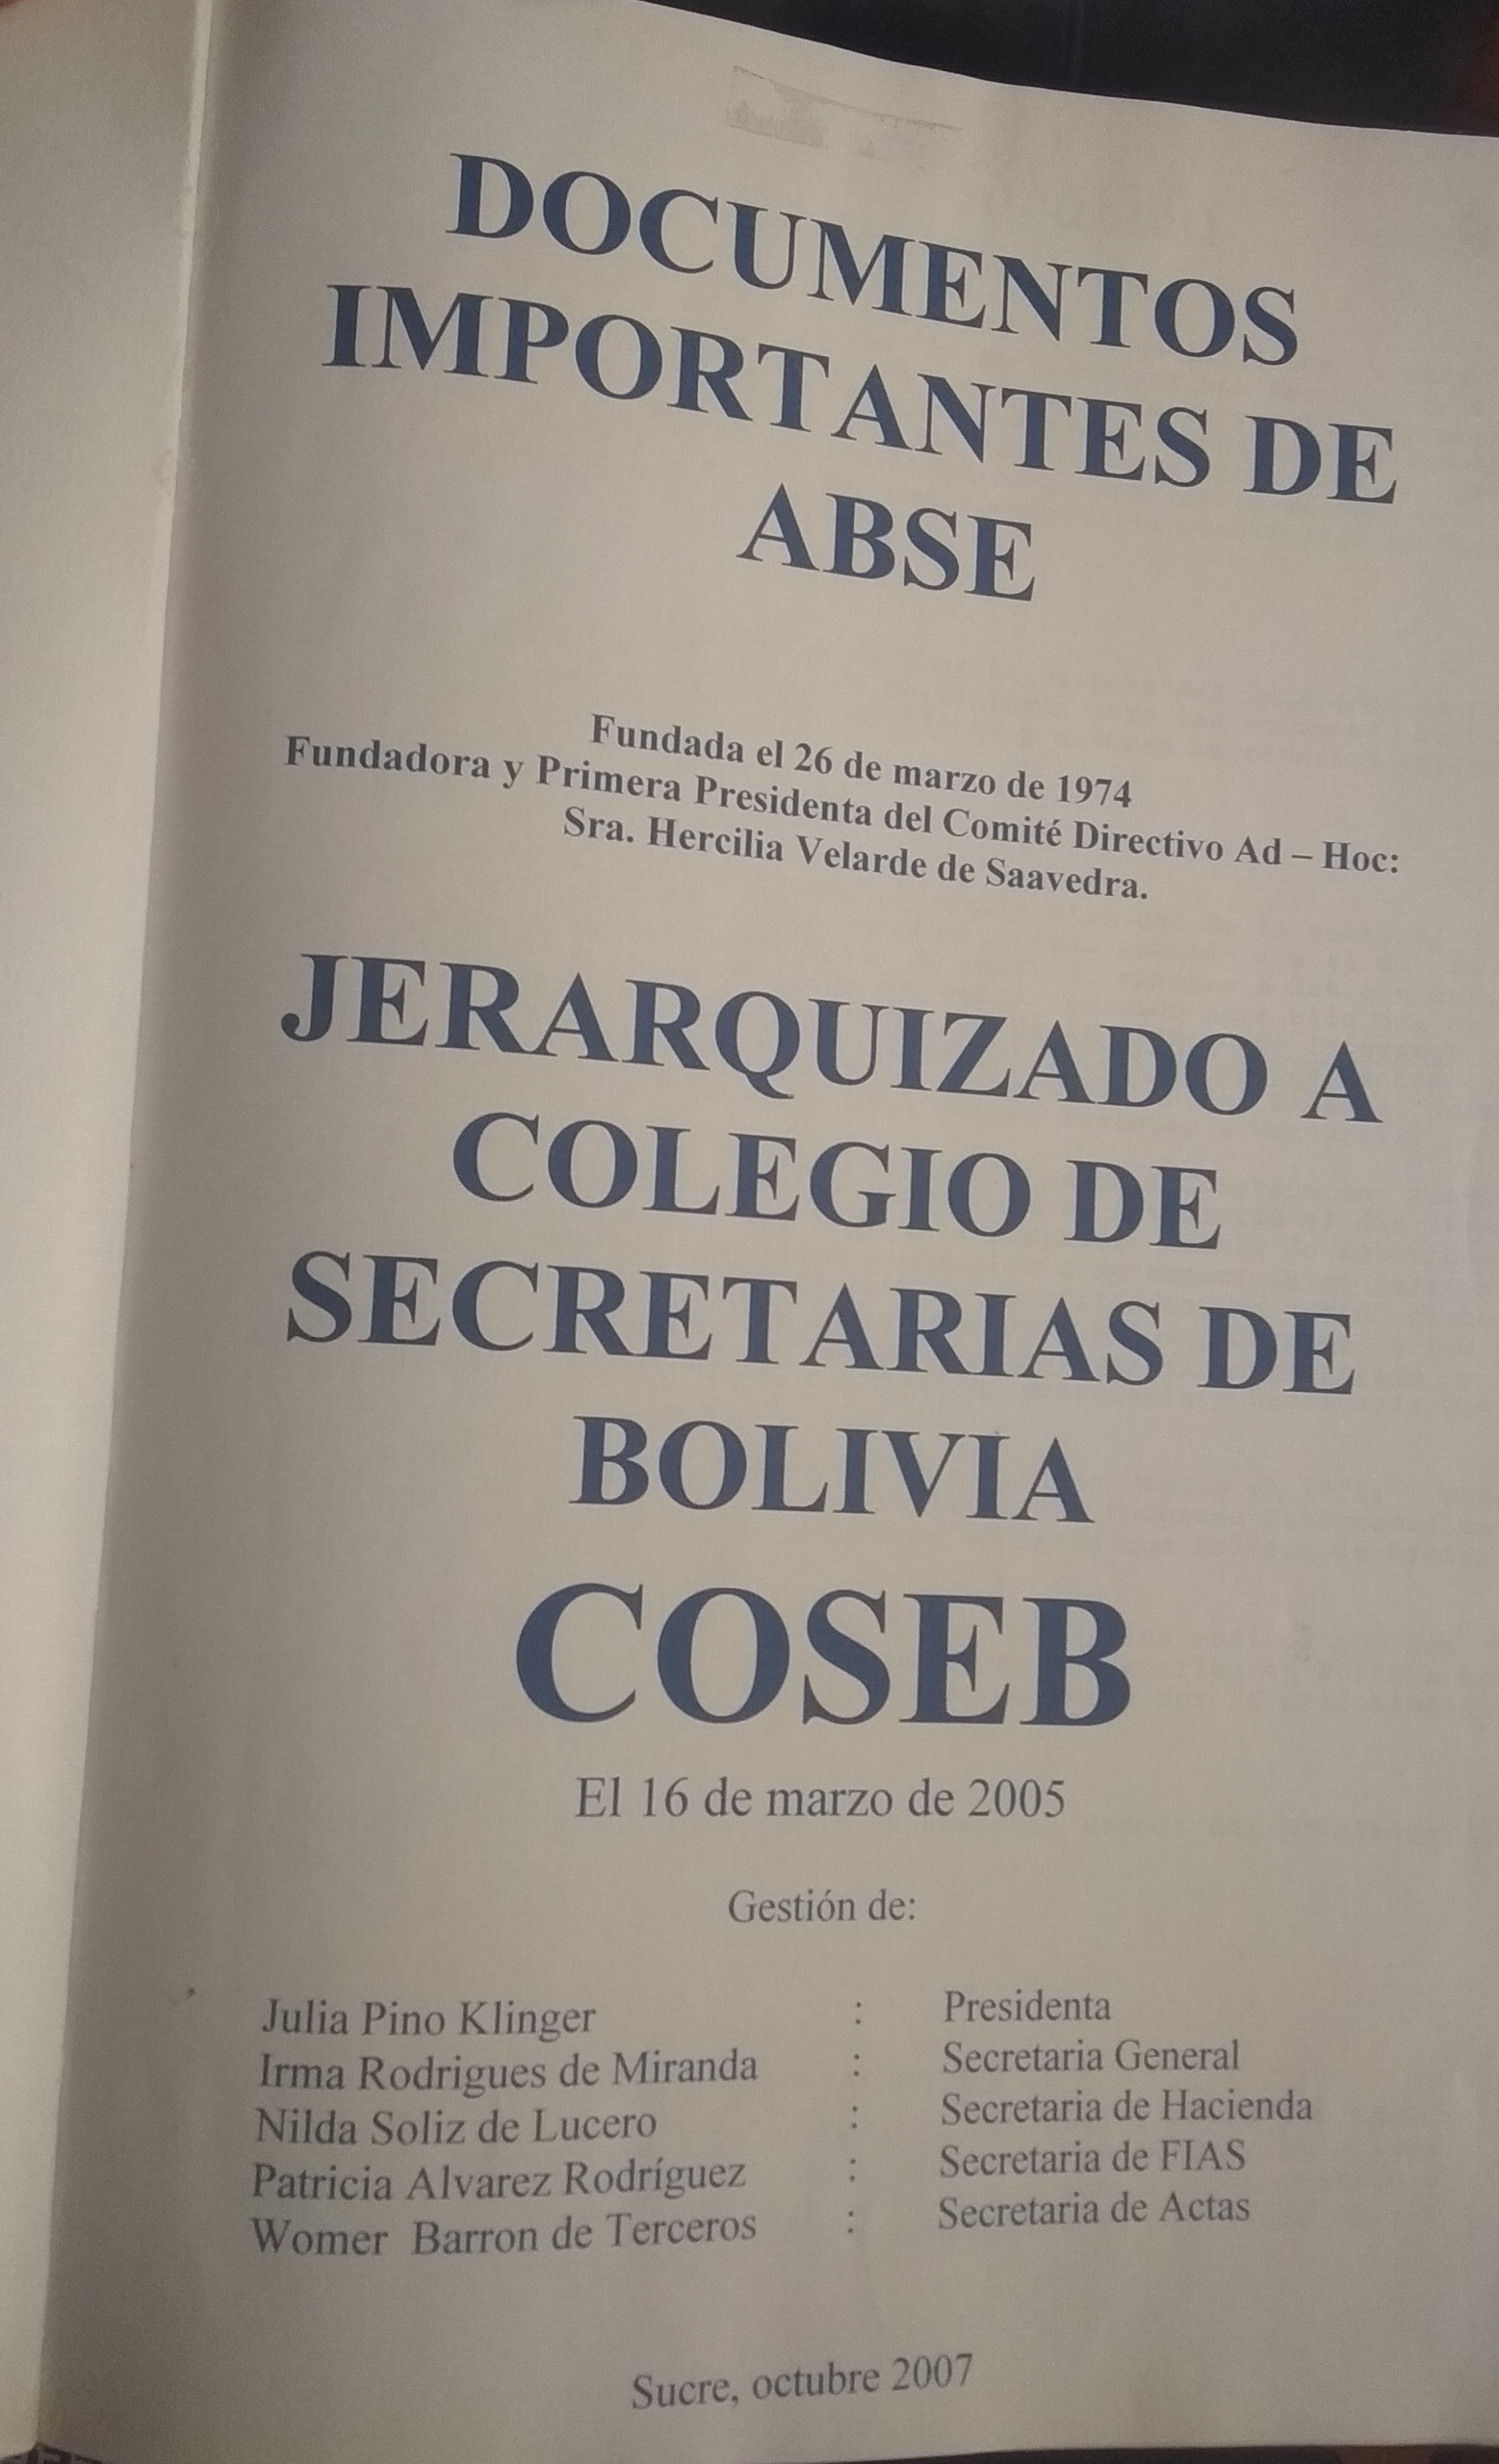 DOCUMENTOS
IMPORTANTES DE
ABSE
Fundada el 26 de marzo de 1974
Fundadora y Primera Presidenta del Comité Directivo Ad – Hoc:
Sra. Hercilia Velarde de Saavedra.
JERARQUIZADO A
COLEGIO DE
SECRETARIAS DE
BOLIVIA
COSEB
El 16 de marzo de 2005
Gestión de:
Julia Pino Klinger : Presidenta
Irma Rodrigues de Miranda : Secretaria General
Nilda Soliz de Lucero : Secretaria de Hacienda
Patricia Alvarez Rodríguez : Secretaria de FIAS
Womer Barron de Terceros : Secretaria de Actas
Sucre, octubre 2007